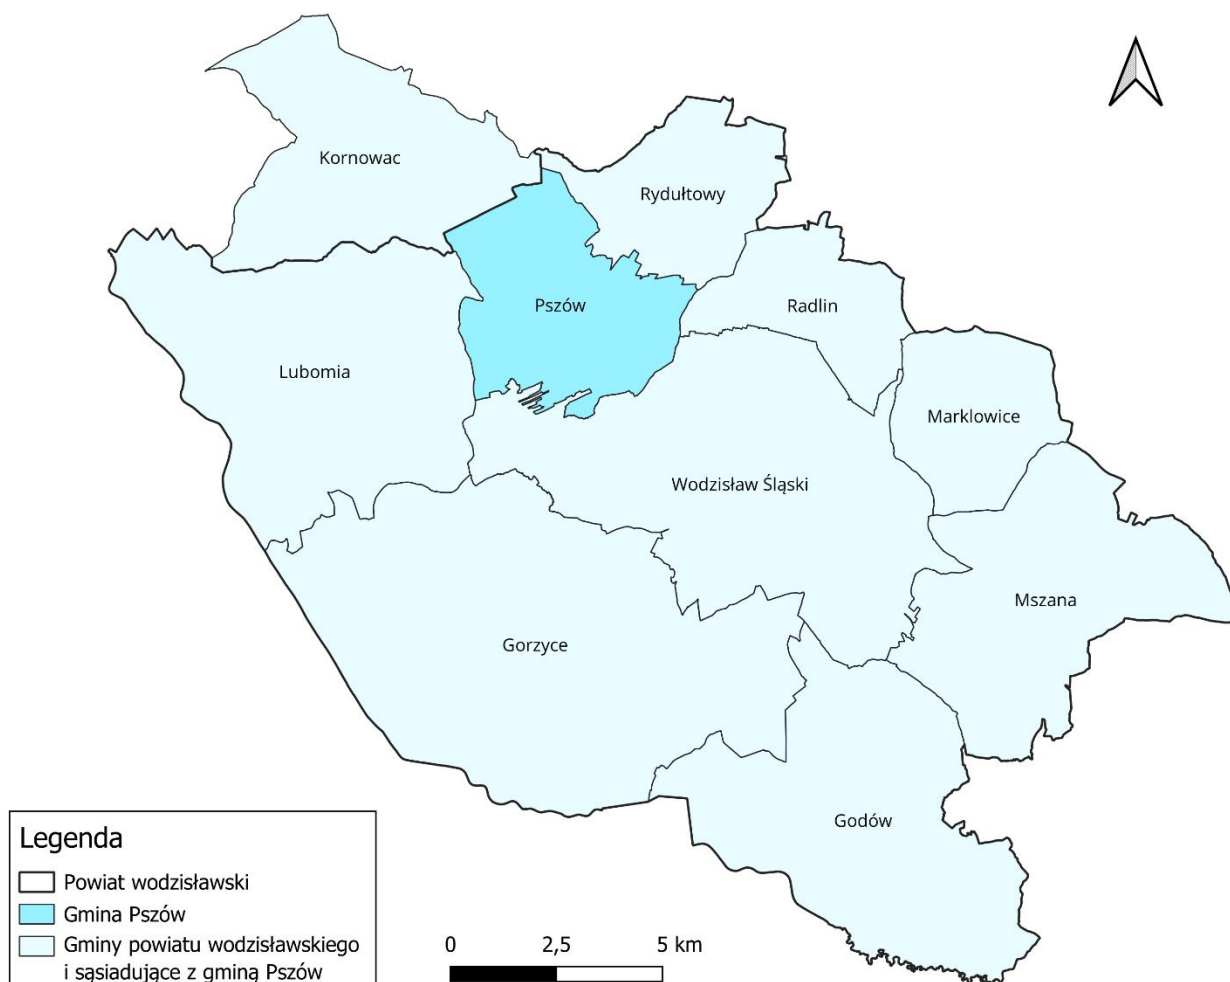 Kornowac
Rydułtowy
Pszów
Radlin
Lubomia
Marklowice
Wodzisław Śląski
Mszana
Gorzyce
Godów
Legenda
Powiat wodzisławski
Gmina Pszów
Gminy powiatu wodzisławskiego
i sąsiadujące z gminą Pszów
0 2,5 5 km